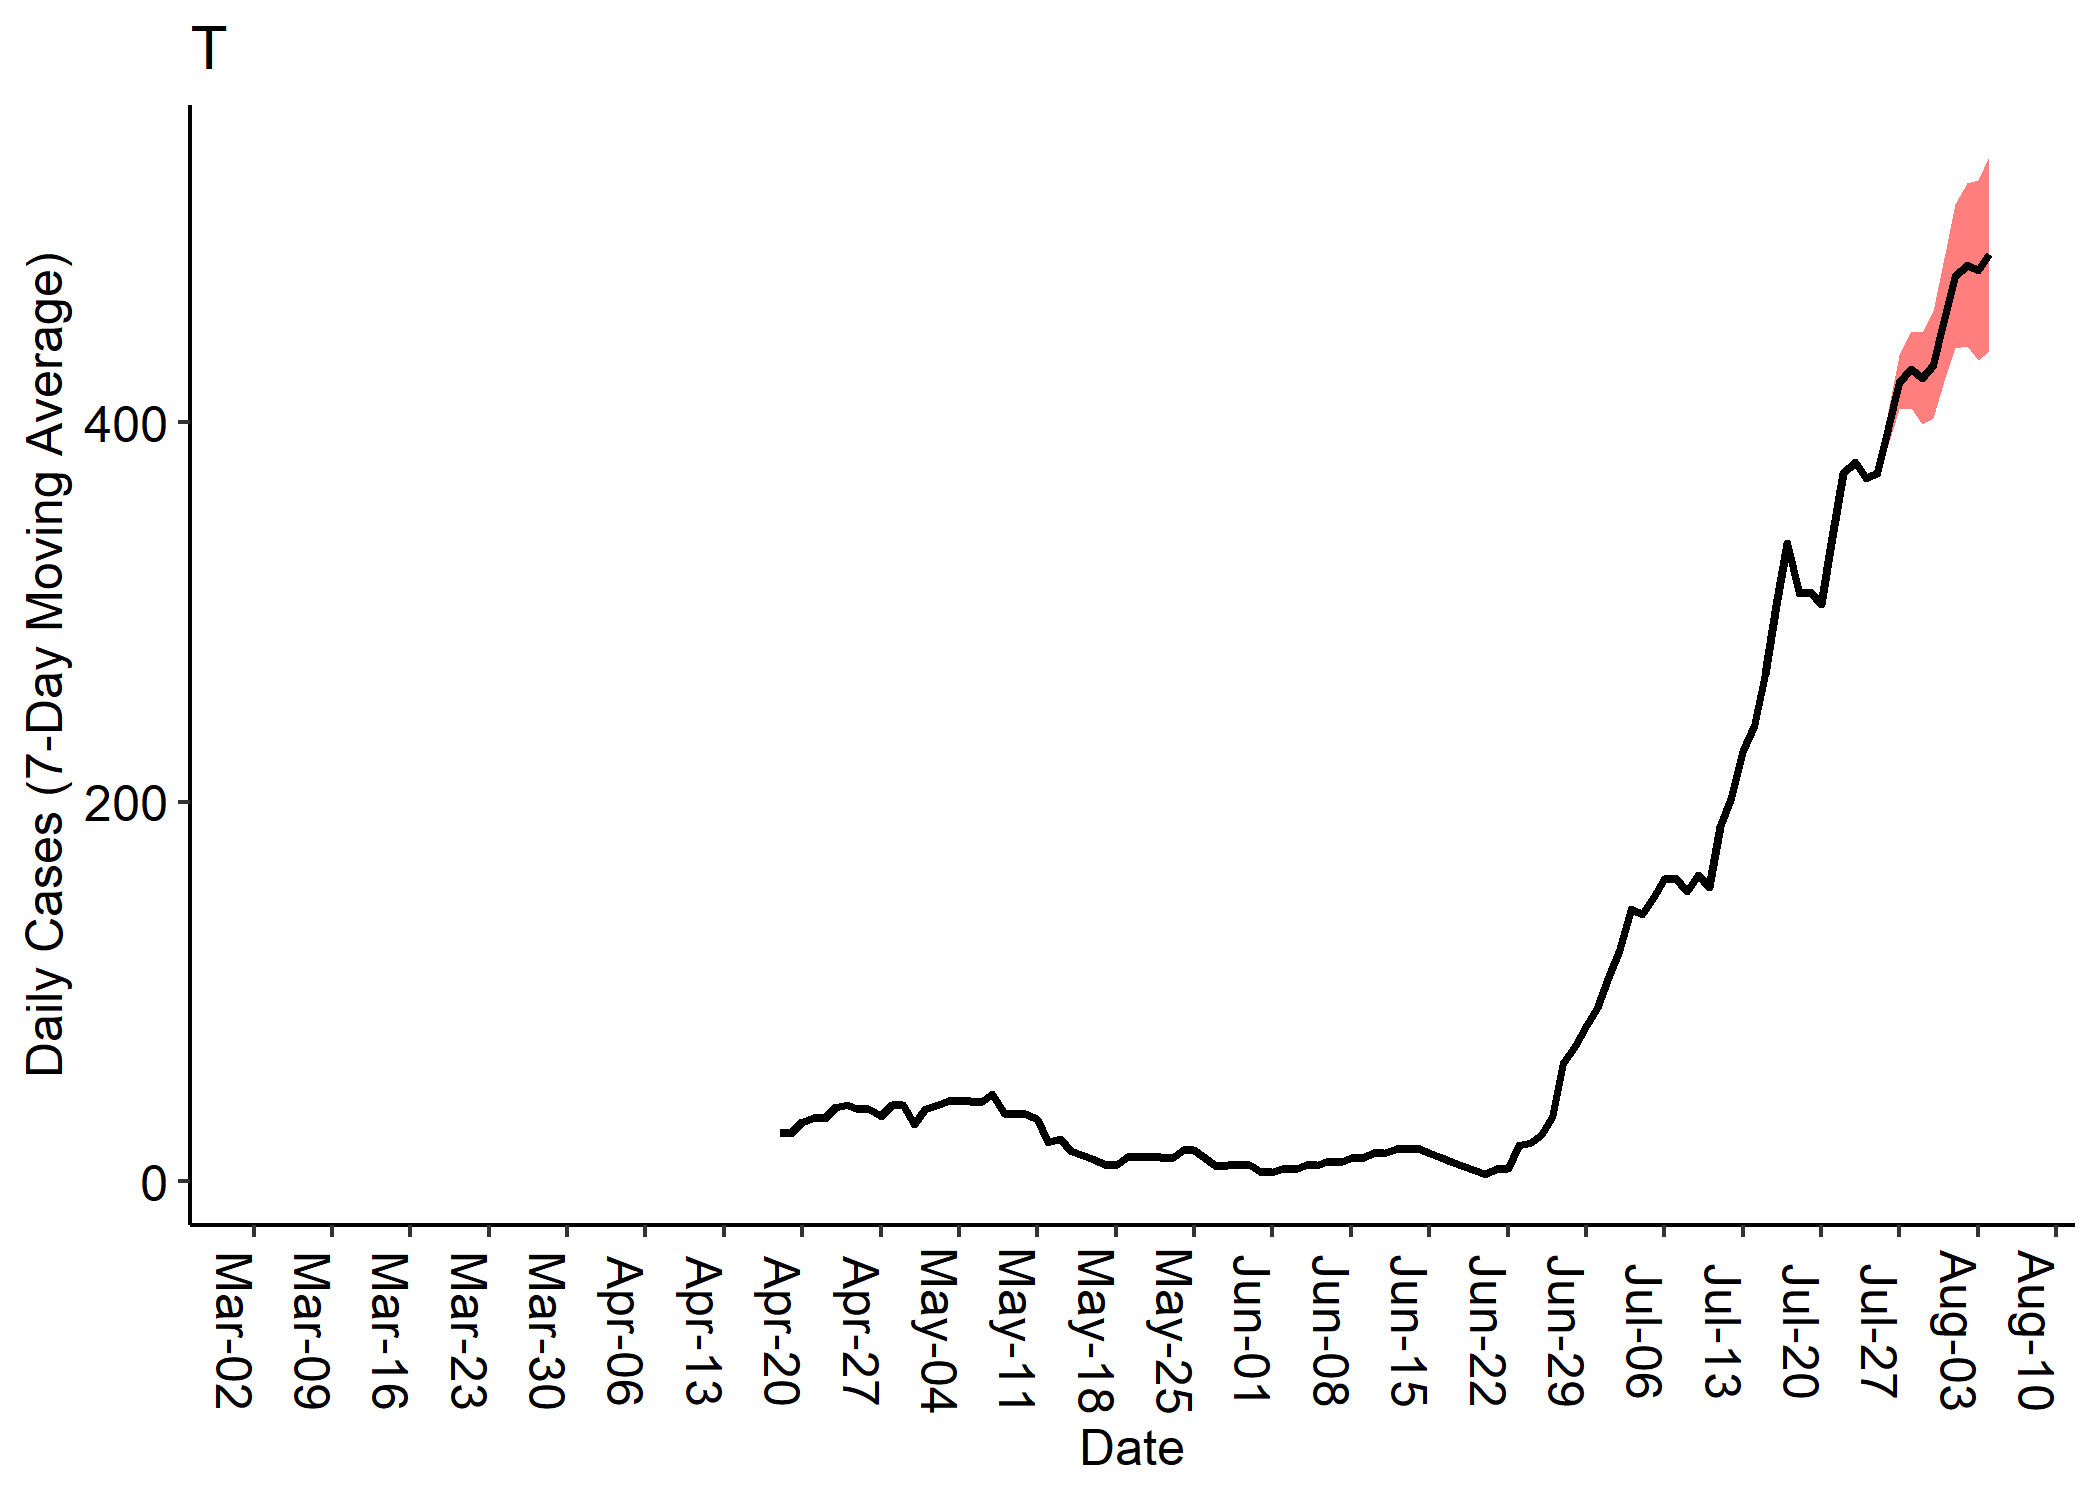 T
Daily Cases (7-Day Moving Average)
400
200
0
Mar-02
Mar-09
Mar-16
Mar-23
Mar-30
Apr-06
Apr-13
Apr-20
Apr-27
May-04
May-11
May-18
May-25
Jun-01
Jun-08
Jun-15
Jun-22
Jun-29
Jul-06
Jul-13
Jul-20
Jul-27
Aug-03
Aug-10
Date